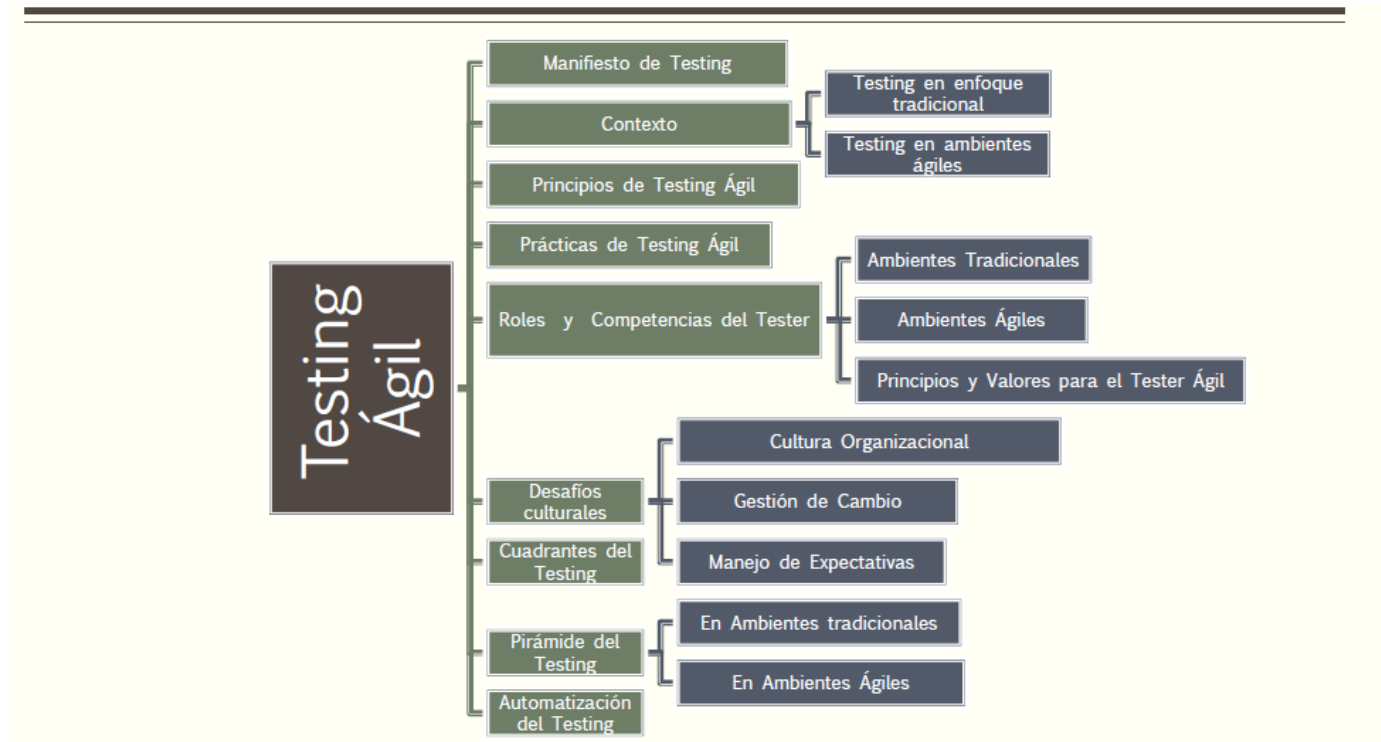 Testing
Ágil
Manifiesto de Testing
Contexto
Testing en enfoque
tradicional
Testing en ambientes
ágiles
Principios de Testing Ágil
Prácticas de Testing Ágil
Roles y Competencias del Tester
Ambientes Tradicionales
Ambientes Ágiles
Principios y Valores para el Tester Ágil
Desafíos
culturales
Cultura Organizacional
Gestión de Cambio
Manejo de Expectativas
Cuadrantes del
Testing
Pirámide del
Testing
En Ambientes tradicionales
En Ambientes Ágiles
Automatización
del Testing